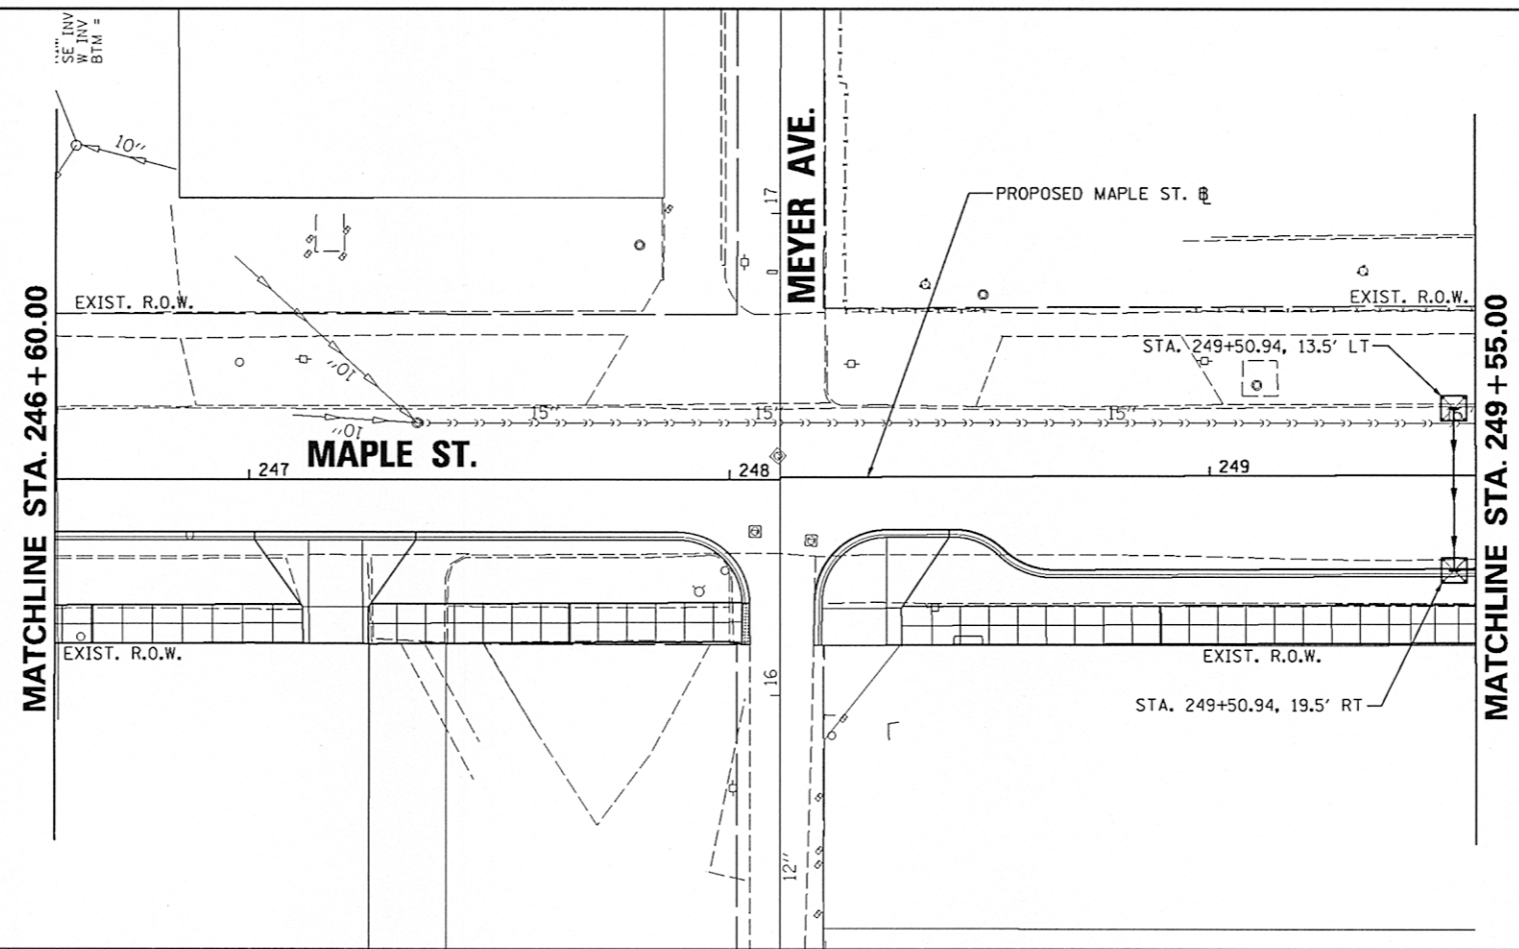 SE INV
W INV
BTM =
10"
MEYER AVE.
17
PROPOSED MAPLE ST. ⅊
EXIST. R.O.W.
EXIST. R.O.W.
MATCHLINE STA. 246+60.00
STA. 249+50.94, 13.5' LT
MATCHLINE STA. 249+55.00
10"
15"
15"
15"
15"
10"
MAPLE ST.
247
248
249
EXIST. R.O.W.
EXIST. R.O.W.
16
STA. 249+50.94, 19.5' RT
12"